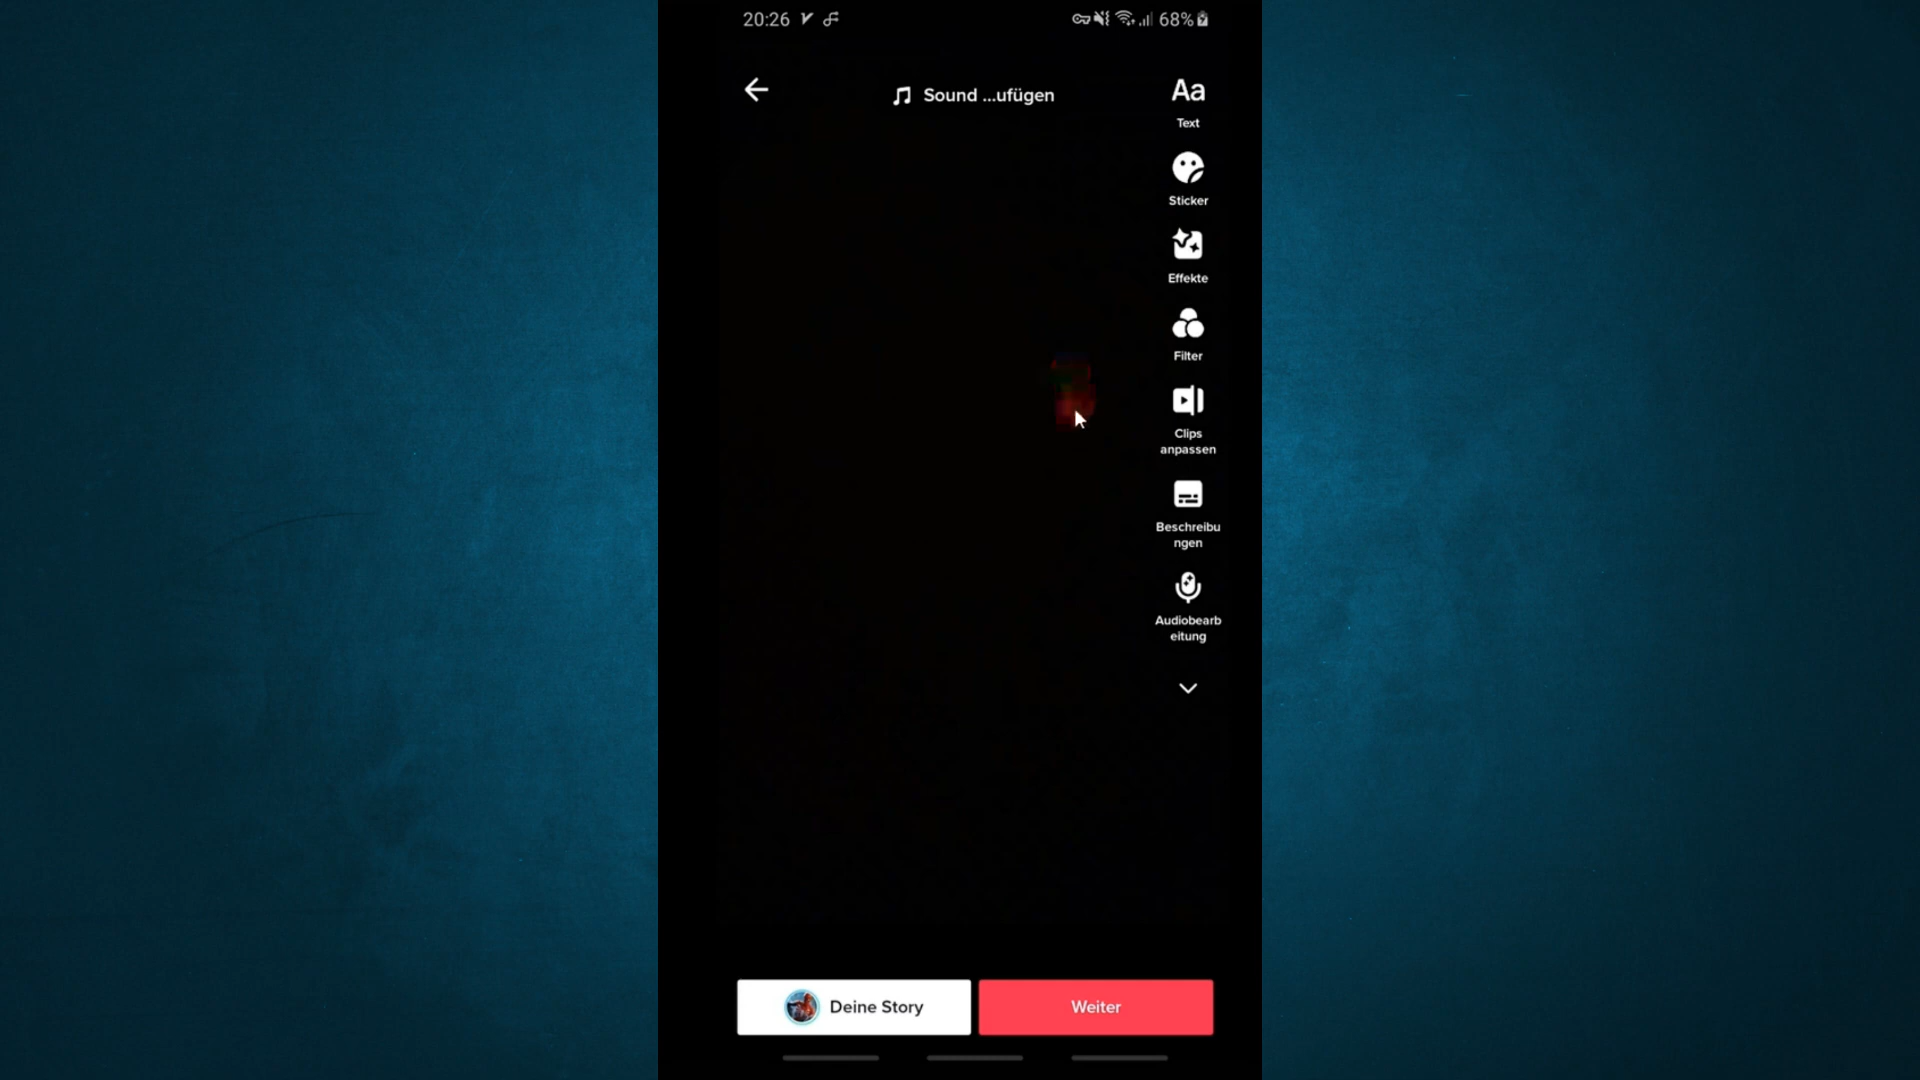 20:26
68%
Sound ...ufügen
Aa
Text
Sticker
Effekte
Filter
Clips
anpassen
Beschreibu
ngen
Audiobearb
eitung
Deine Story
Weiter